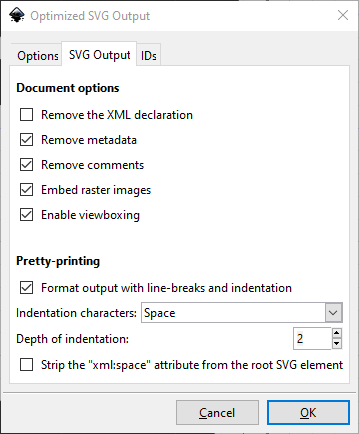 Optimized SVG Output
Options SVG Output IDs
Document options
Remove the XML declaration
Remove metadata
Remove comments
Embed raster images
Enable viewboxing
Pretty-printing
Format output with line-breaks and indentation
Indentation characters: Space
Depth of indentation: 2
Strip the "xml:space" attribute from the root SVG element
Cancel OK